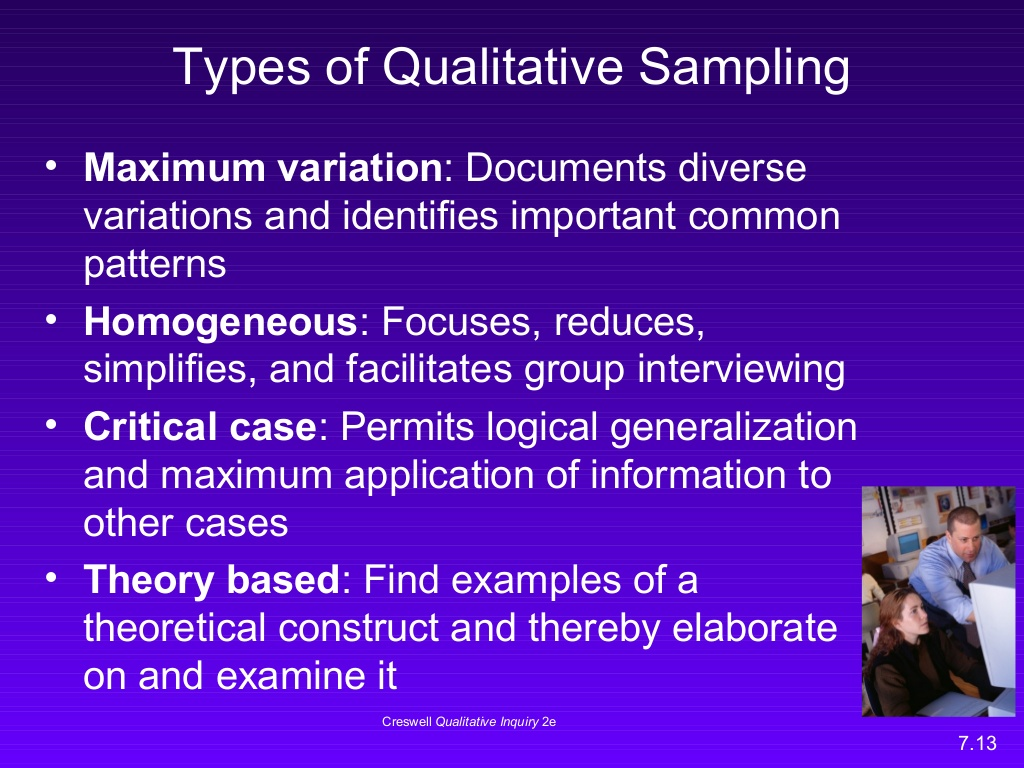 Types of Qualitative Sampling
• Maximum variation: Documents diverse
variations and identifies important common
patterns
• Homogeneous: Focuses, reduces,
simplifies, and facilitates group interviewing
• Critical case: Permits logical generalization
and maximum application of information to
other cases
• Theory based: Find examples of a
theoretical construct and thereby elaborate
on and examine it
Creswell Qualitative Inquiry 2e
7.13